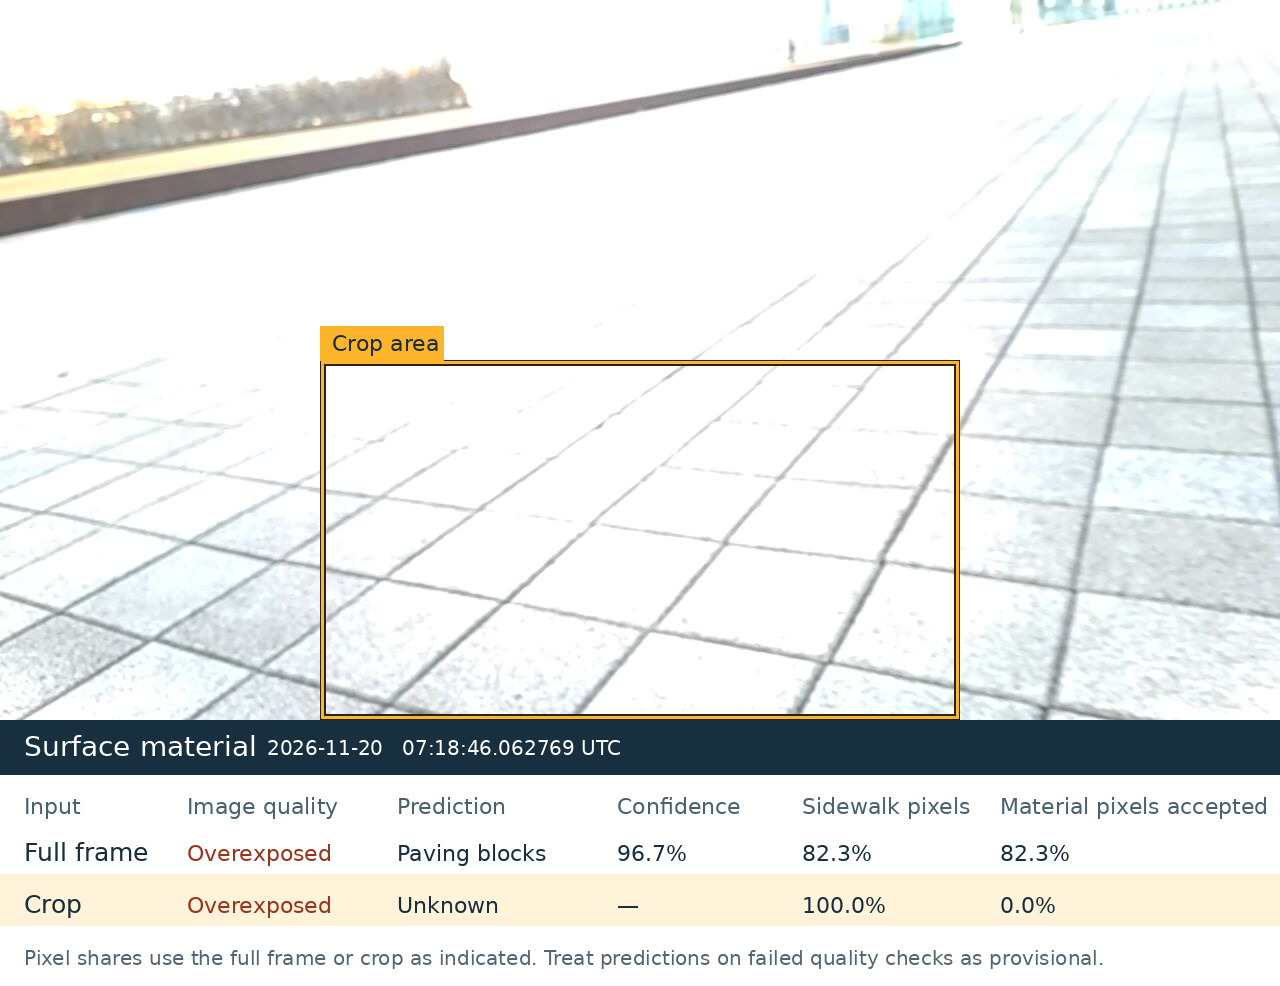 Crop area
Surface material 2026-11-20 07:18:46.062769 UTC
Input Image quality Prediction Confidence Sidewalk pixels Material pixels accepted
Full frame Overexposed Paving blocks 96.7% 82.3% 82.3%
Crop Overexposed Unknown — 100.0% 0.0%
Pixel shares use the full frame or crop as indicated. Treat predictions on failed quality checks as provisional.